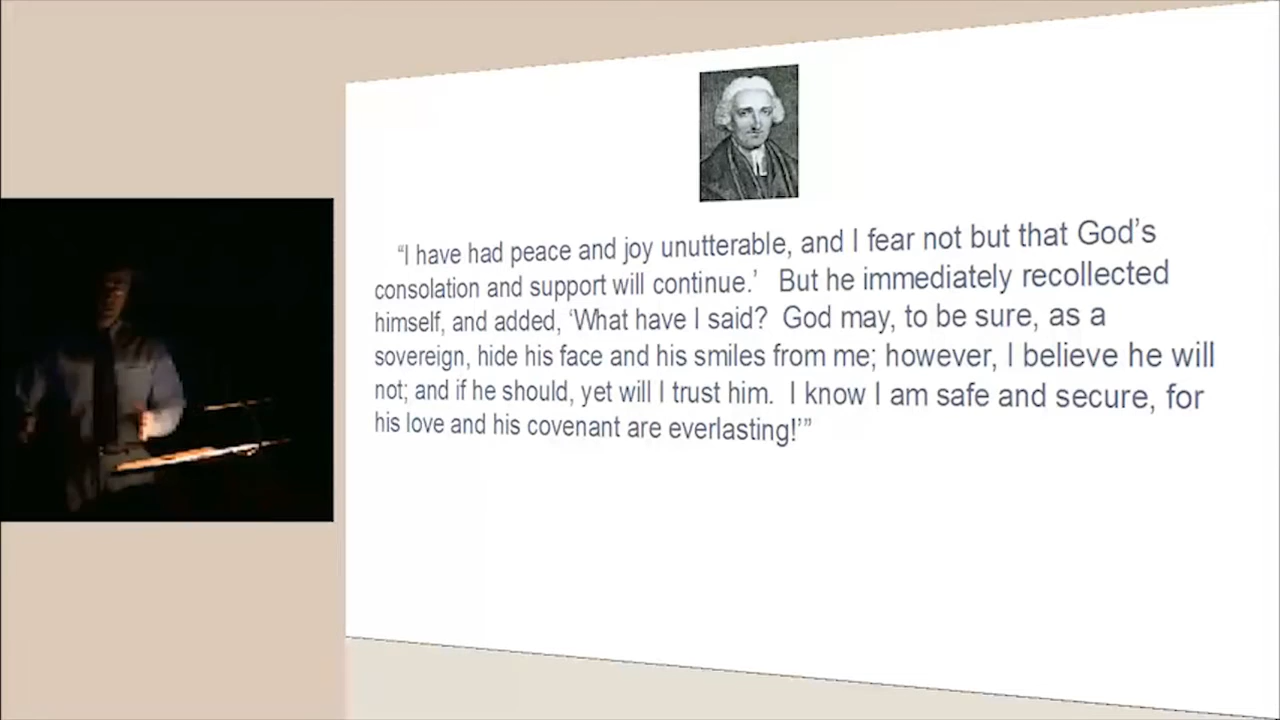 “I have had peace and joy unutterable, and I fear not but that God’s
consolation and support will continue.’ But he immediately recollected
himself, and added, ‘What have I said? God may, to be sure, as a
sovereign, hide his face and his smiles from me; however, I believe he will
not; and if he should, yet will I trust him. I know I am safe and secure, for
his love and his covenant are everlasting!’”